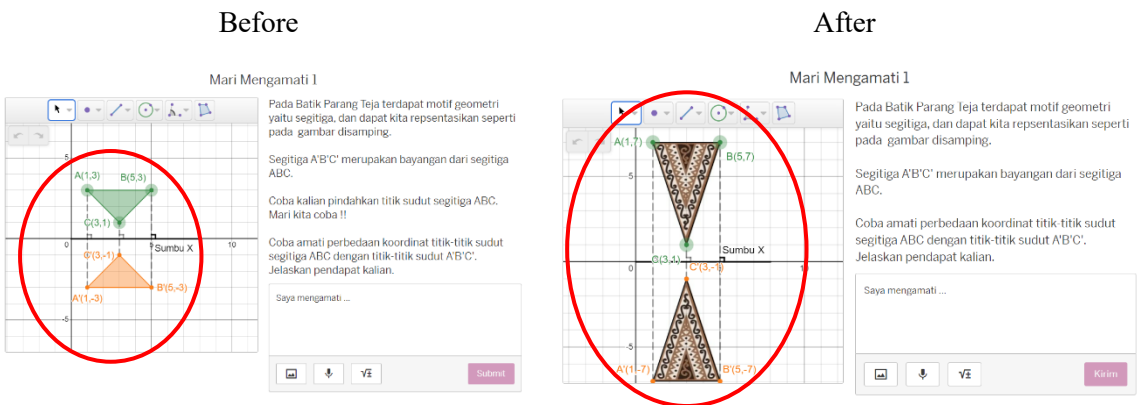 Before
After
Mari Mengamati 1
5
A(1,3)
B(5,3)
C(3,1)
0
Sumbu X
10
C'(3,-1)
A'(1,-3)
B'(5,-3)
-5
Pada Batik Parang Teja terdapat motif geometri
yaitu segitiga, dan dapat kita repsentasikan seperti
pada gambar disamping.
Segitiga A'B'C' merupakan bayangan dari segitiga
ABC.
Coba kalian pindahkan titik sudut segitiga ABC.
Mari kita coba !!
Coba amati perbedaan koordinat titik-titik sudut
segitiga ABC dengan titik-titik sudut A'B'C'.
Jelaskan pendapat kalian.
Saya mengamati ...
√±
Submit
Mari Mengamati 1
A(1,7)
B(5,7)
C(3,1)
Sumbu X
0
C'(3,-1)
-5
A'(1,-7)
B'(5,-7)
Pada Batik Parang Teja terdapat motif geometri
yaitu segitiga, dan dapat kita repsentasikan seperti
pada gambar disamping.
Segitiga A'B'C' merupakan bayangan dari segitiga
ABC.
Coba amati perbedaan koordinat titik-titik sudut
segitiga ABC dengan titik-titik sudut A'B'C'.
Jelaskan pendapat kalian.
Saya mengamati ...
√±
Kirim